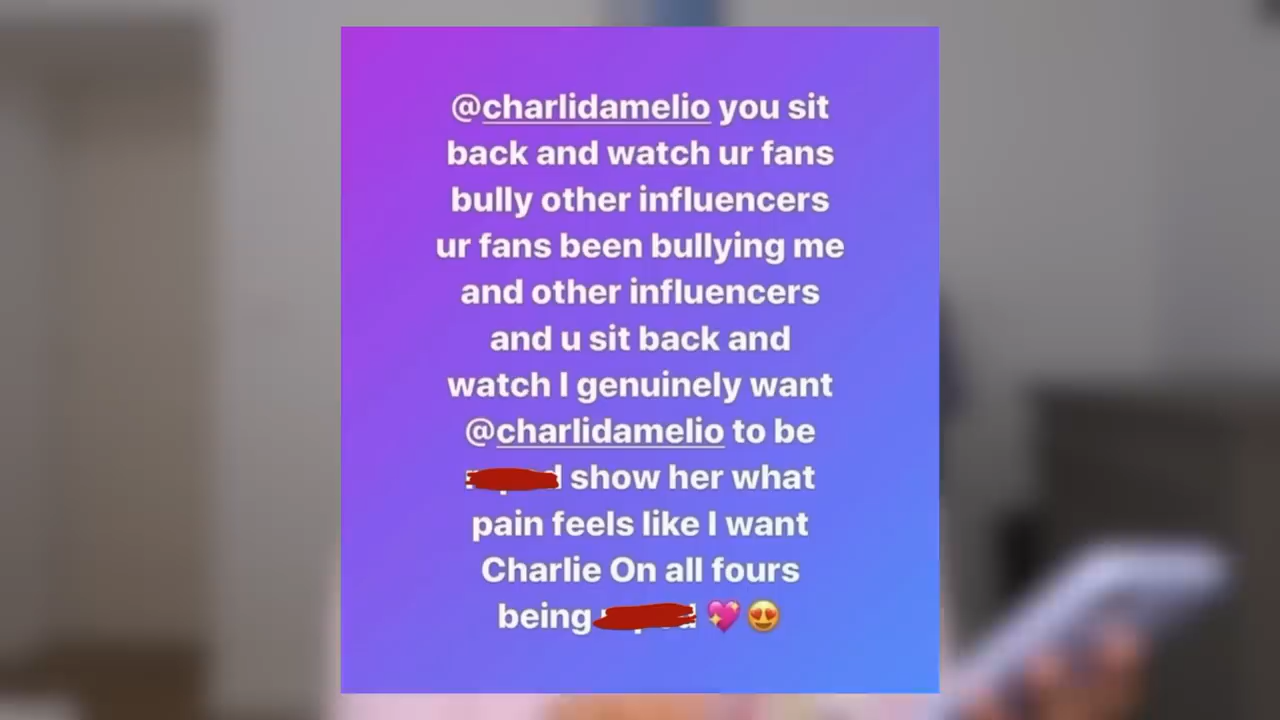 @charlidamelio you sit
back and watch ur fans
bully other influencers
ur fans been bullying me
and other influencers
and u sit back and
watch I genuinely want
@charlidamelio to be
show her what
pain feels like I want
Charlie On all fours
being 💖😍